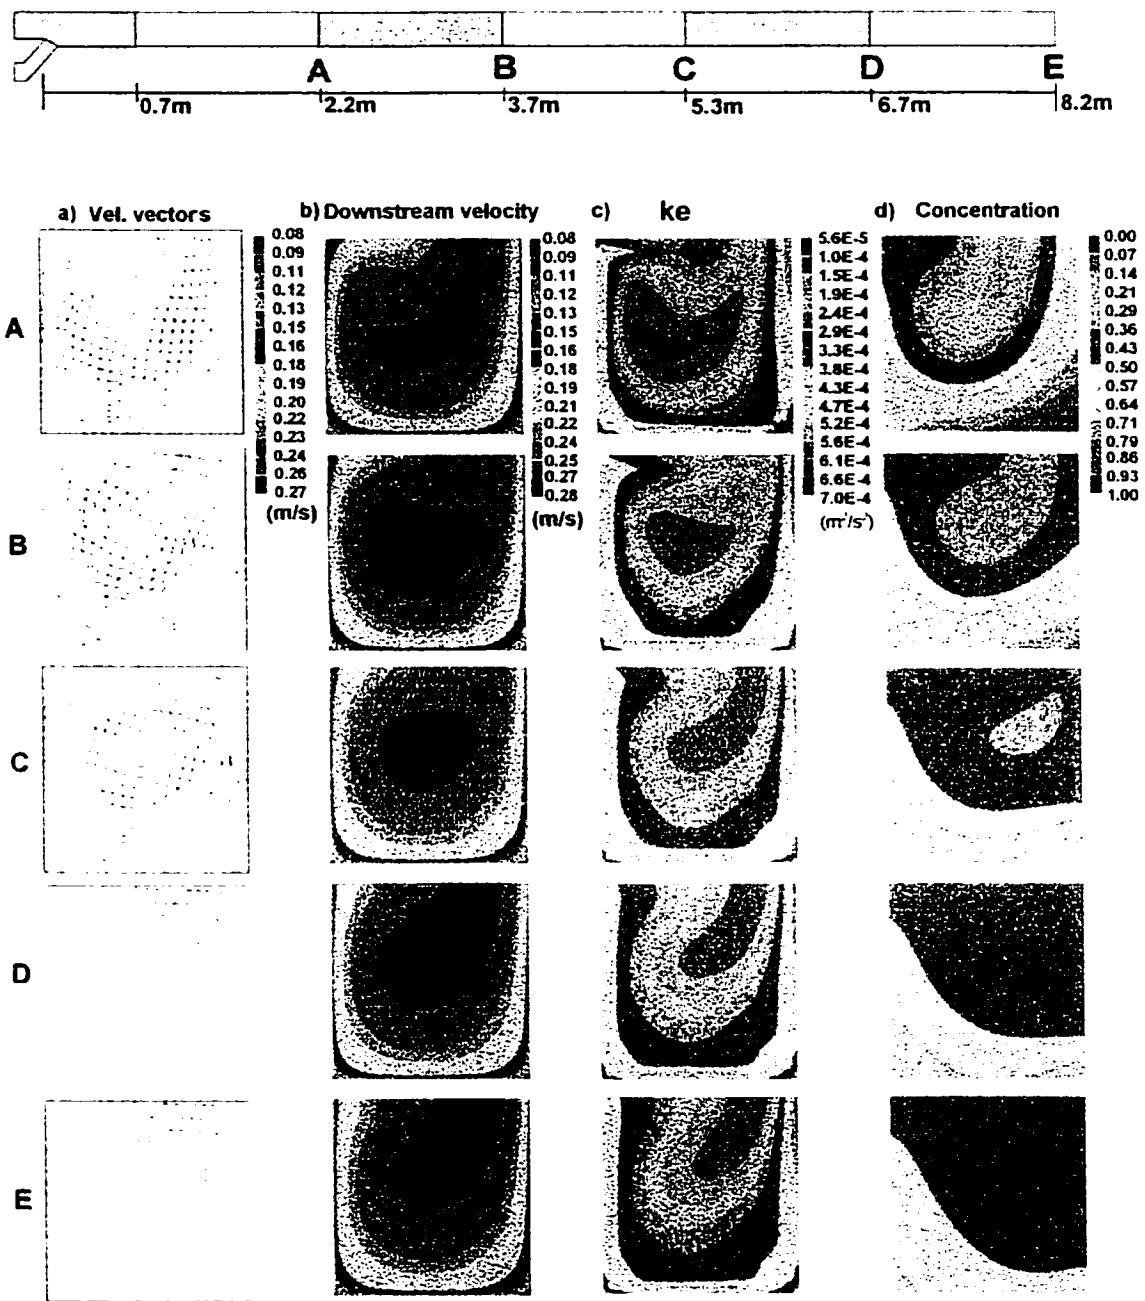 A B C D E
0.7m 2.2m 3.7m 5.3m 6.7m 8.2m
a) Vel. vectors b) Downstream velocity c) ke d) Concentration
0.08 0.08 5.6E-5 0.00
0.09 0.09 1.0E-4 0.07
0.11 0.11 1.5E-4 0.14
0.12 0.12 1.9E-4 0.21
0.13 0.13 2.4E-4 0.29
0.15 0.15 2.9E-4 0.36
0.16 0.16 3.3E-4 0.43
0.18 0.18 3.8E-4 0.50
0.19 0.19 4.3E-4 0.57
0.20 0.21 4.7E-4 0.64
0.22 0.22 5.2E-4 0.71
0.23 0.24 5.6E-4 0.79
0.24 0.25 6.1E-4 0.86
0.26 0.27 6.6E-4 0.93
0.27 0.28 7.0E-4 1.00
(m/s) (m/s)
A
B
C
D
E